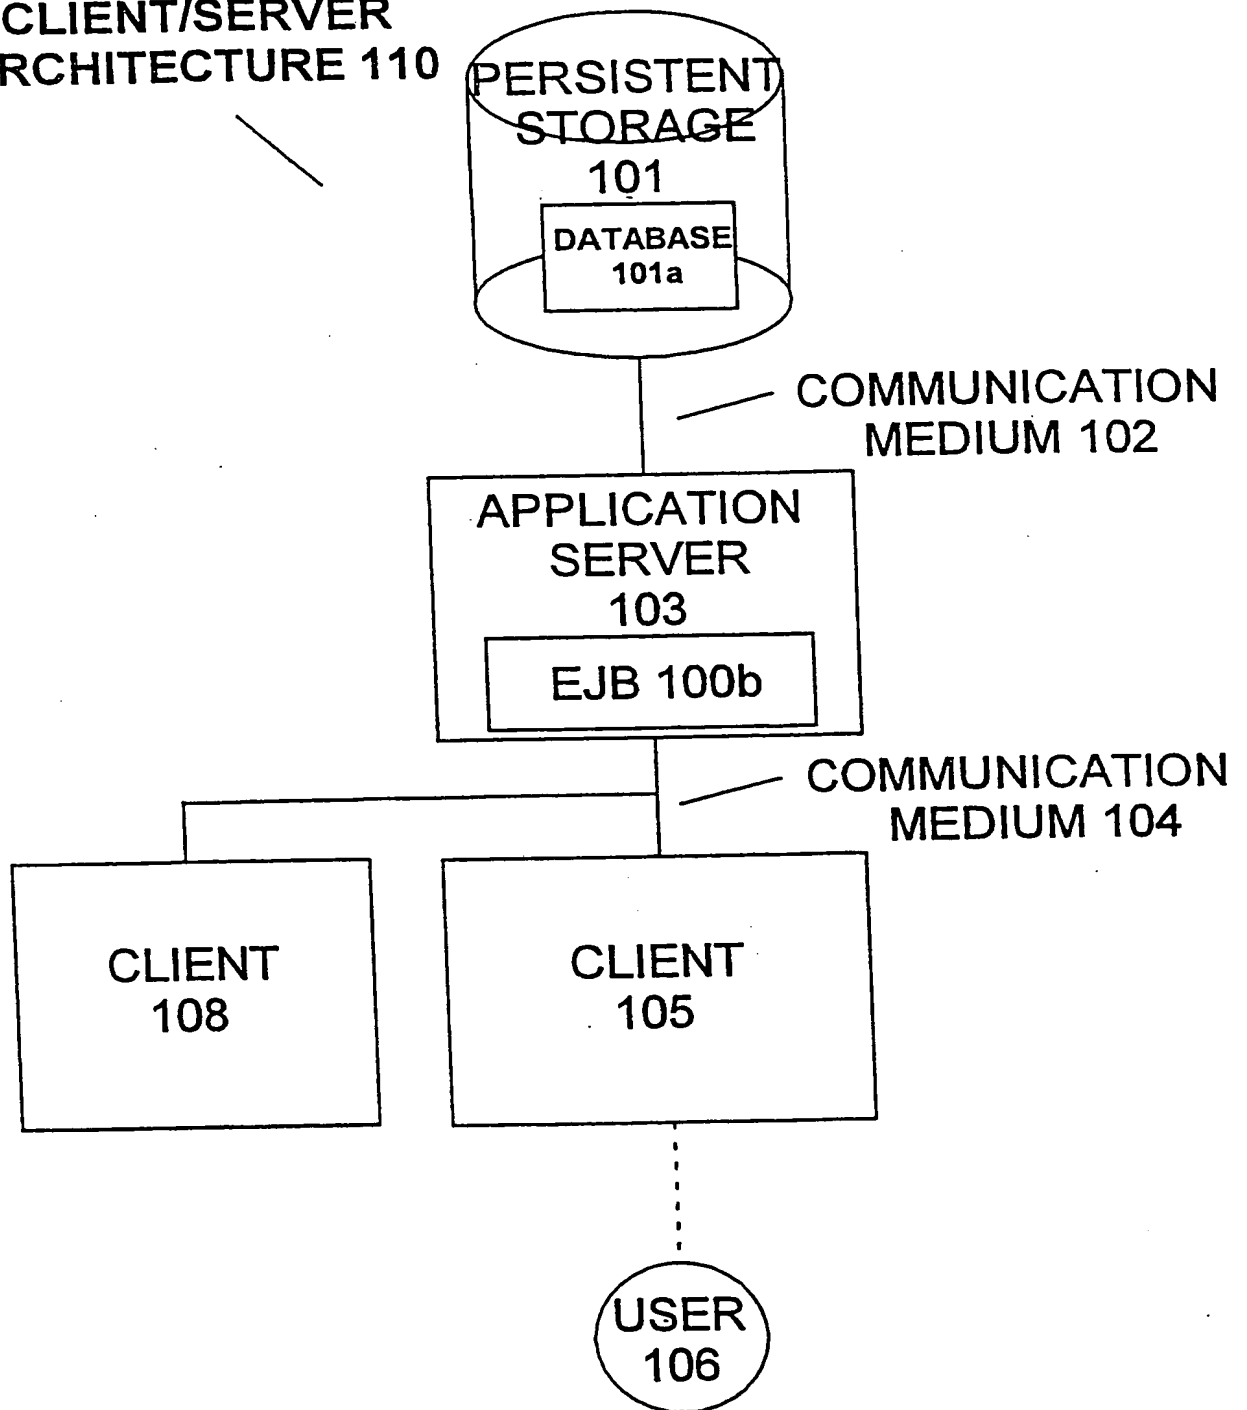 CLIENT/SERVER
RCHITECTURE 110
PERSISTENT
STORAGE
101
DATABASE
101a
COMMUNICATION
MEDIUM 102
APPLICATION
SERVER
103
EJB 100b
COMMUNICATION
MEDIUM 104
CLIENT
108
CLIENT
105
USER
106